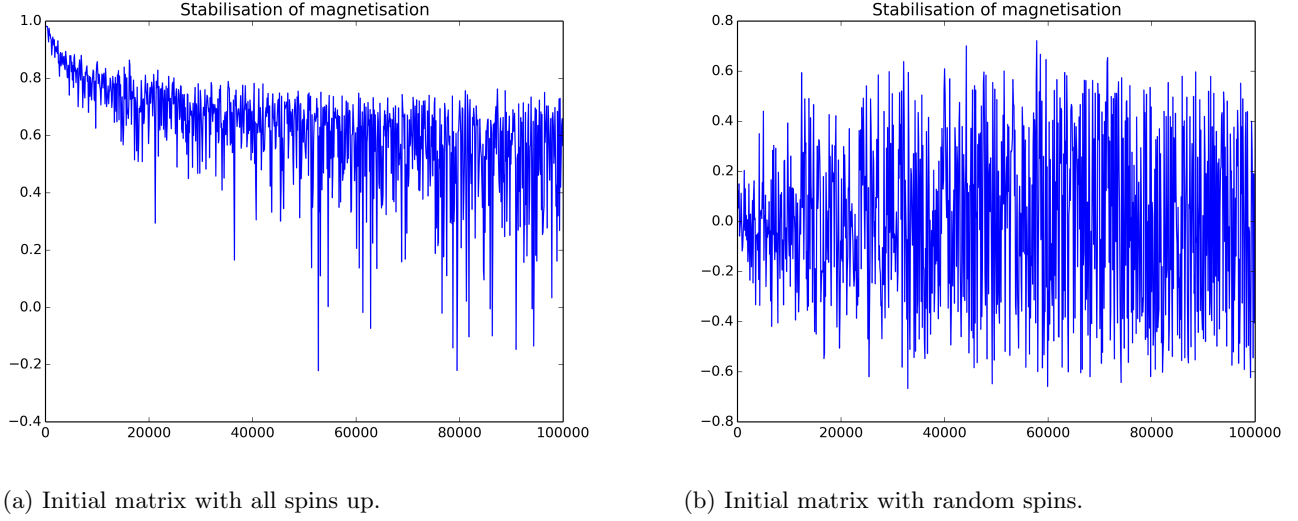 Stabilisation of magnetisation
1.0
0.8
0.6
0.4
0.2
0.0
−0.2
−0.4
0 20000 40000 60000 80000 100000
(a) Initial matrix with all spins up.
Stabilisation of magnetisation
0.8
0.6
0.4
0.2
0.0
−0.2
−0.4
−0.6
−0.8
0 20000 40000 60000 80000 100000
(b) Initial matrix with random spins.